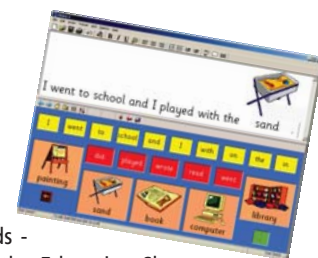 I went to school and I played with the sand
I went to school and I with on the in
played wrote read went
painting sand book computer library
ds -